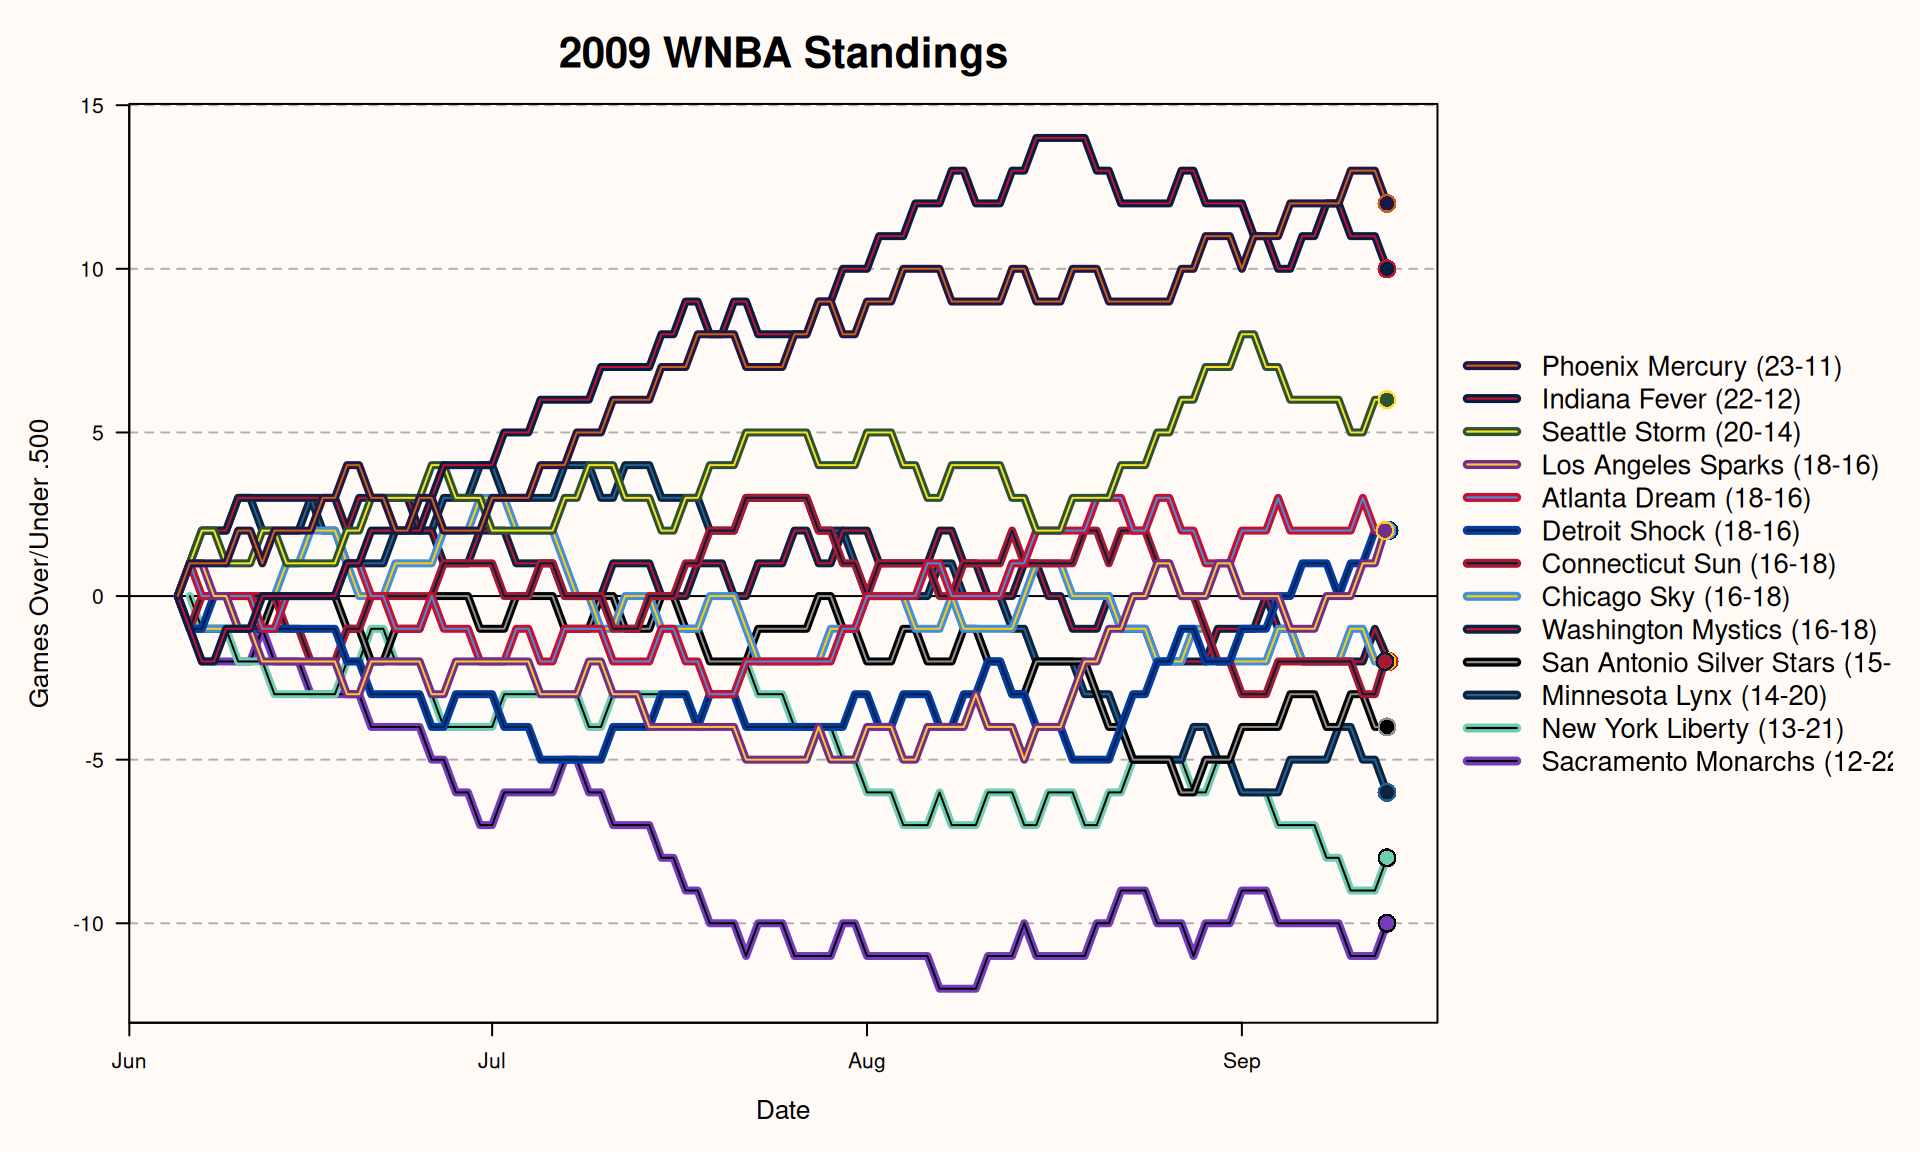 2009 WNBA Standings
15
10
5
0
-5
-10
Games Over/Under .500
Jun
Jul
Aug
Sep
Date
Phoenix Mercury (23-11)
Indiana Fever (22-12)
Seattle Storm (20-14)
Los Angeles Sparks (18-16)
Atlanta Dream (18-16)
Detroit Shock (18-16)
Connecticut Sun (16-18)
Chicago Sky (16-18)
Washington Mystics (16-18)
San Antonio Silver Stars (15-
Minnesota Lynx (14-20)
New York Liberty (13-21)
Sacramento Monarchs (12-22